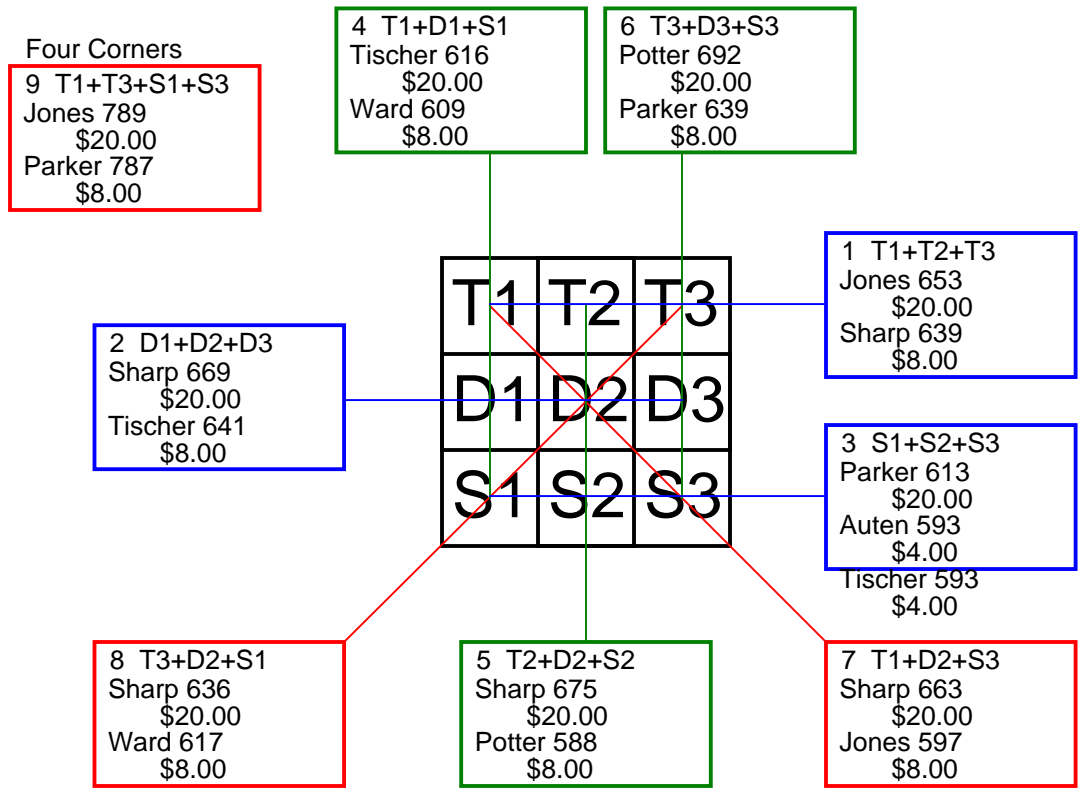 Four Corners
9 T1+T3+S1+S3
Jones 789
$20.00
Parker 787
$8.00
4 T1+D1+S1
Tischer 616
$20.00
Ward 609
$8.00
6 T3+D3+S3
Potter 692
$20.00
Parker 639
$8.00
1 T1+T2+T3
Jones 653
$20.00
Sharp 639
$8.00
2 D1+D2+D3
Sharp 669
$20.00
Tischer 641
$8.00
T1 T2 T3
D1 D2 D3
S1 S2 S3
3 S1+S2+S3
Parker 613
$20.00
Auten 593
$4.00
Tischer 593
$4.00
8 T3+D2+S1
Sharp 636
$20.00
Ward 617
$8.00
5 T2+D2+S2
Sharp 675
$20.00
Potter 588
$8.00
7 T1+D2+S3
Sharp 663
$20.00
Jones 597
$8.00